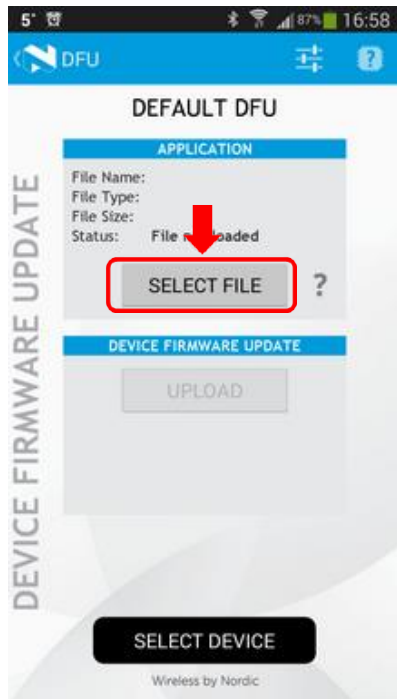 5°
87% 16:58
DFU
?
DEFAULT DFU
APPLICATION
File Name:
File Type:
File Size:
Status: File loaded
SELECT FILE ?
DEVICE FIRMWARE UPDATE
UPLOAD
DEVICE FIRMWARE UPDATE
SELECT DEVICE
Wireless by Nordic